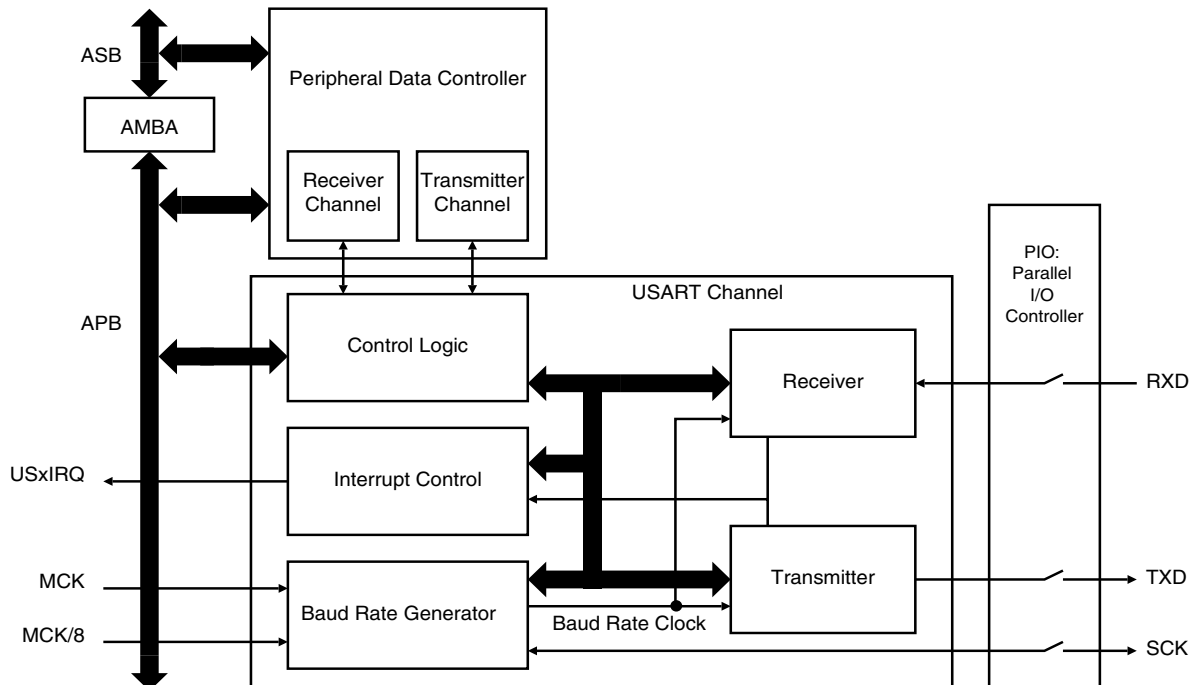 ASB
Peripheral Data Controller
AMBA
Receiver
Channel
Transmitter
Channel
PIO:
Parallel
I/O
Controller
USART Channel
APB
Control Logic
Receiver
RXD
USxIRQ
Interrupt Control
MCK
Baud Rate Generator
Transmitter
TXD
Baud Rate Clock
MCK/8
SCK